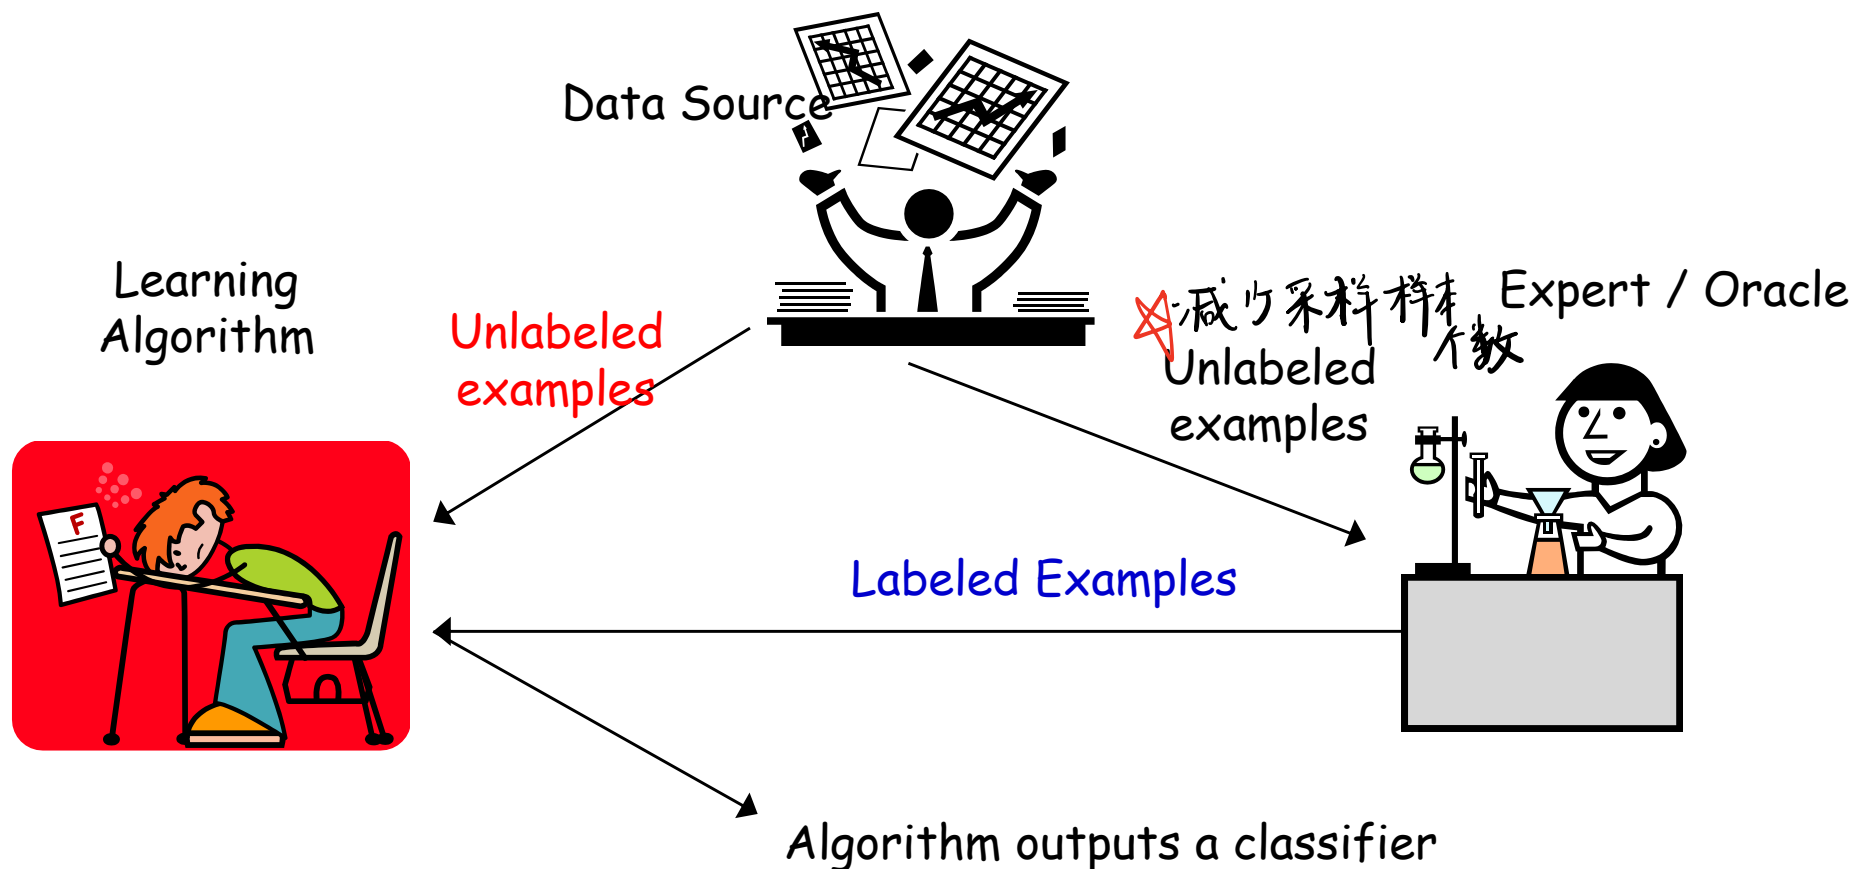 Data Source
Learning
Algorithm
Unlabeled
examples
减少采样样本
个数
Expert / Oracle
Unlabeled
examples
F
Labeled Examples
Algorithm outputs a classifier